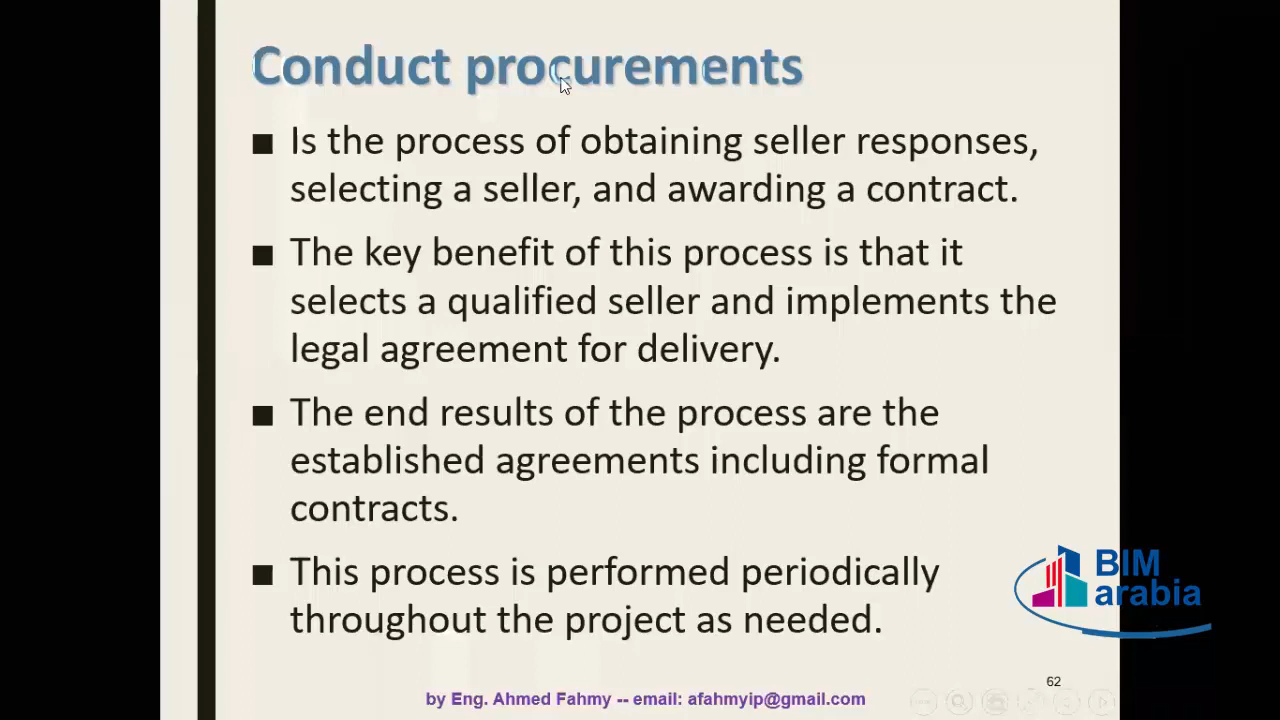 Conduct procurements
■ Is the process of obtaining seller responses,
selecting a seller, and awarding a contract.
■ The key benefit of this process is that it
selects a qualified seller and implements the
legal agreement for delivery.
■ The end results of the process are the
established agreements including formal
contracts.
■ This process is performed periodically
throughout the project as needed.
BIM
arabia
62
by Eng. Ahmed Fahmy -- email: afahmyip@gmail.com